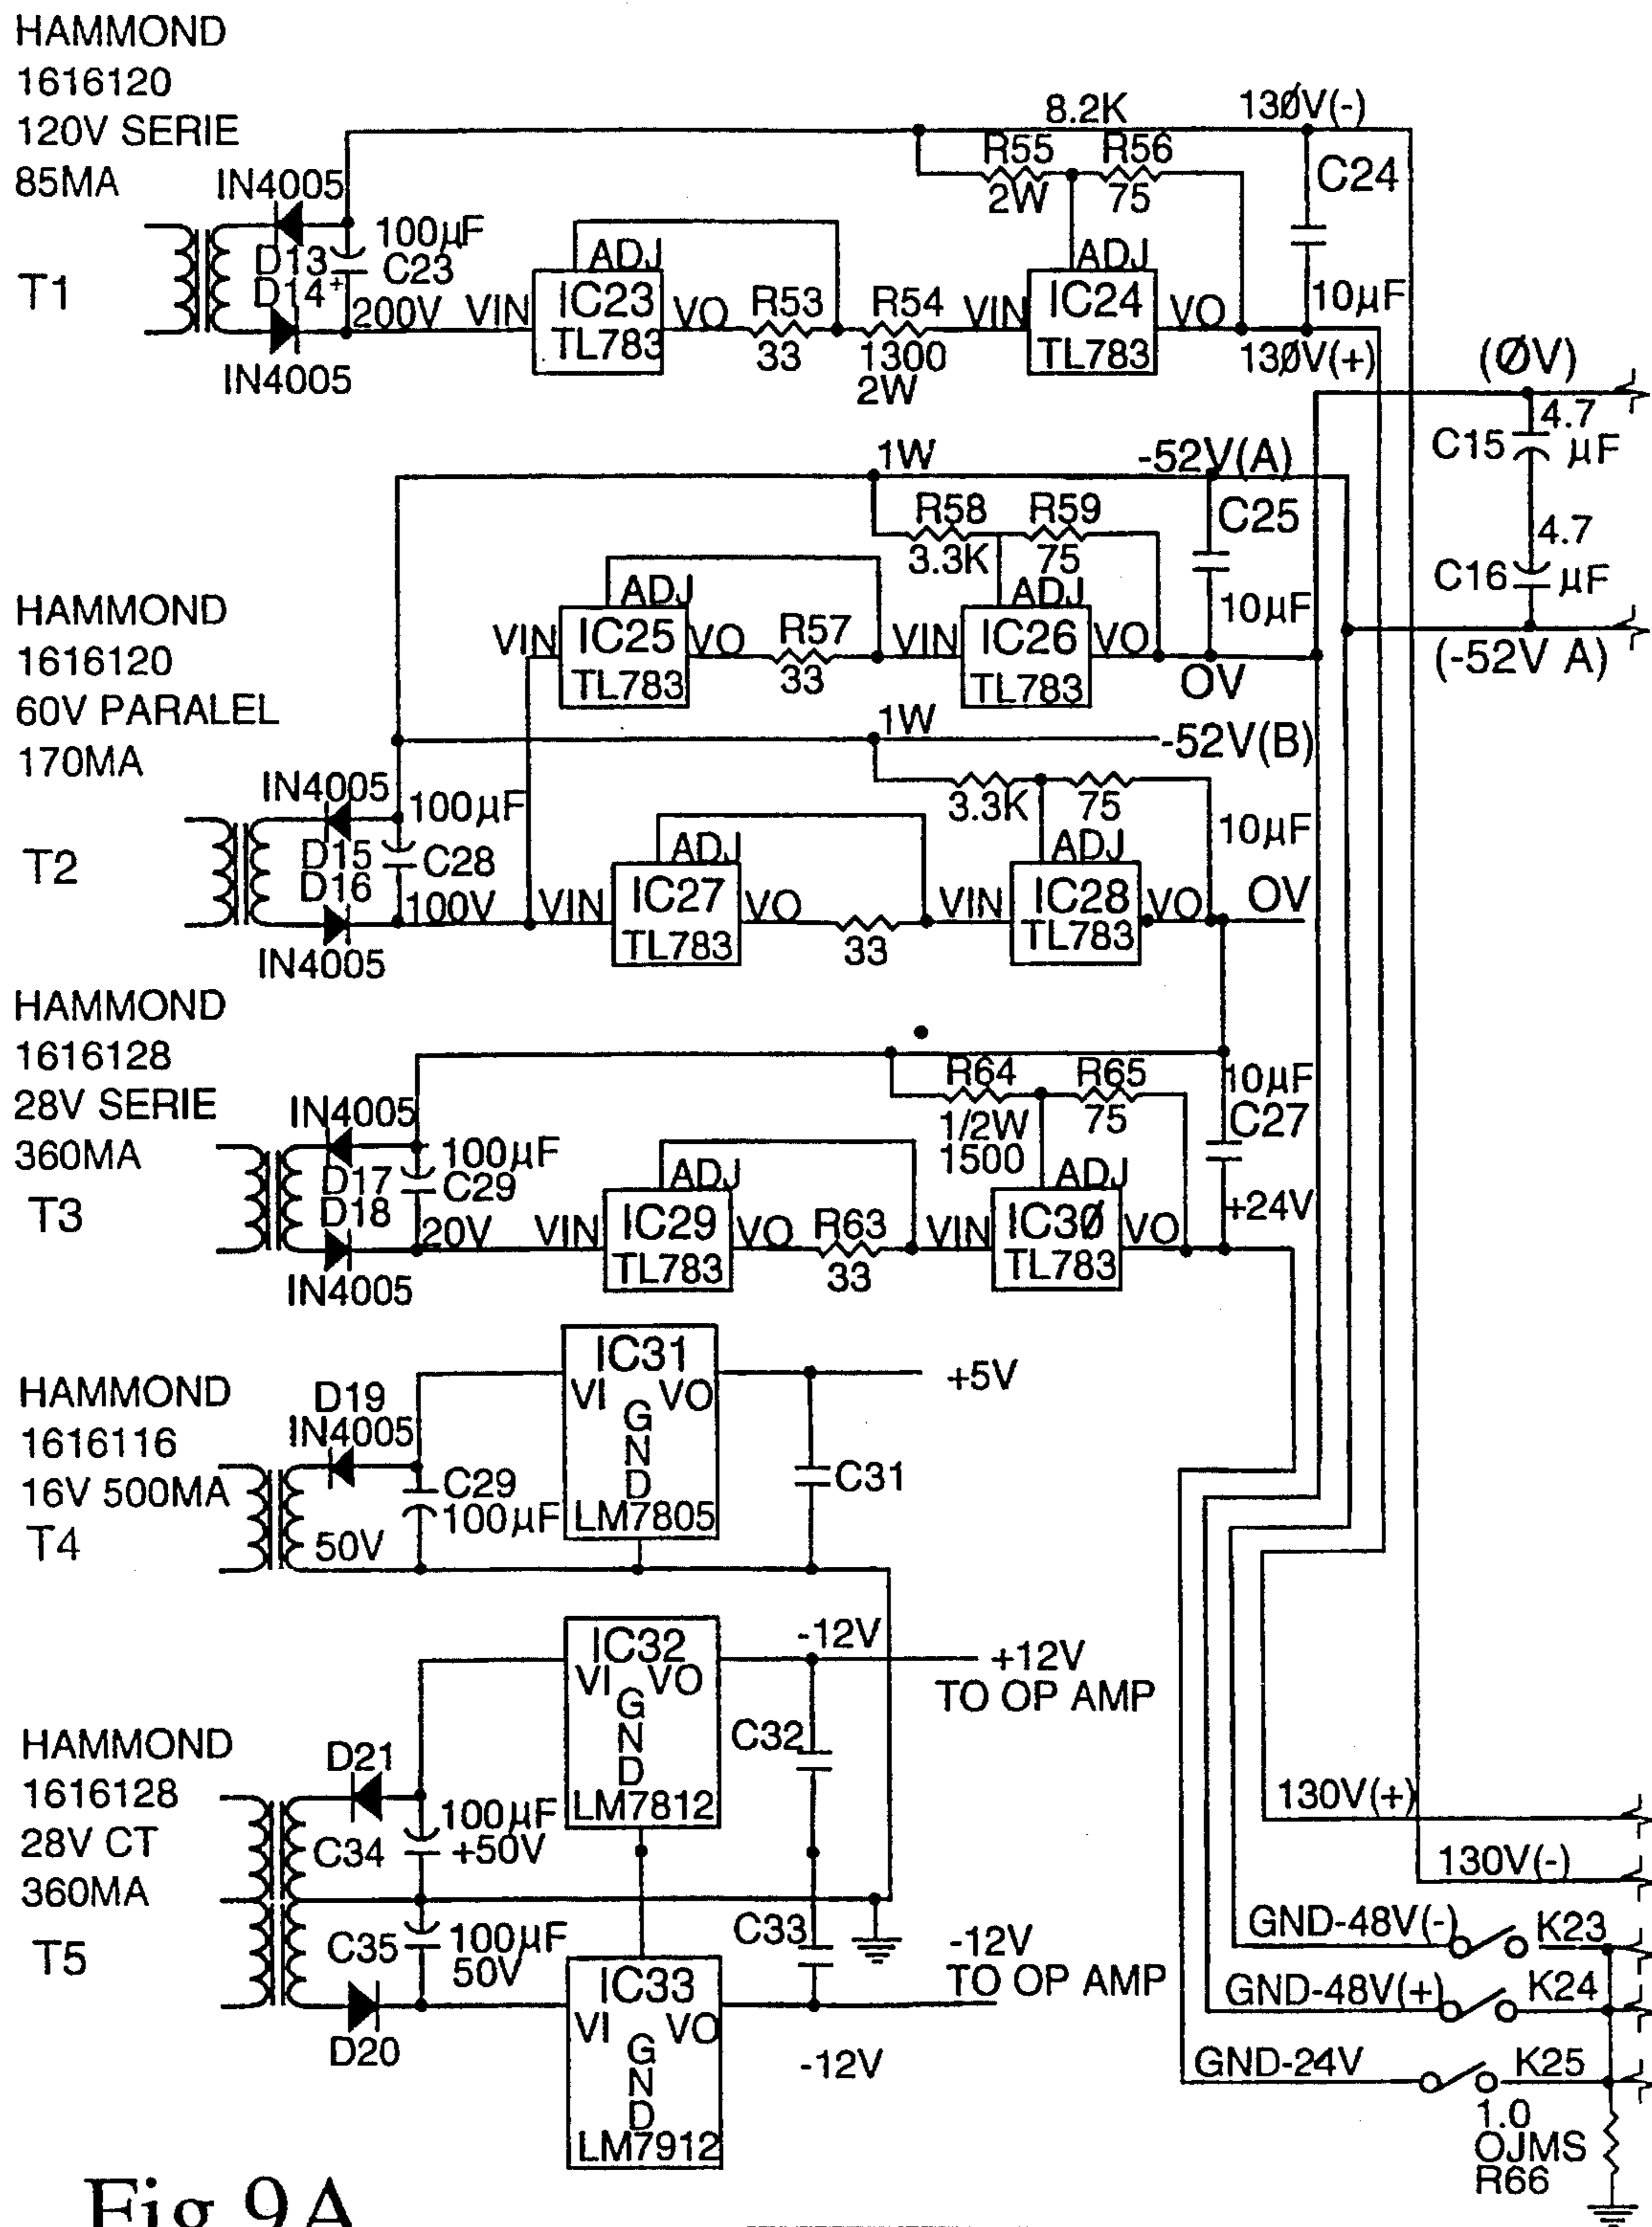 HAMMOND
1616120
120V SERIE
85MA
T1
IN4005
D13
D14+
IN4005
100µF
C23
200V
VIN
ADJ
IC23
TL783
VO
R53
33
R54
1300
2W
8.2K
R55
2W
R56
75
VIN
ADJ
IC24
TL783
VO
130V(-)
C24
10µF
130V(+)
(ØV)
4.7
C15
µF
4.7
C16
µF
(-52V A)
HAMMOND
1616120
60V PARALEL
170MA
T2
IN4005
D15
D16
IN4005
100µF
C28
100V
1W
-52V(A)
R58
3.3K
R59
75
C25
10µF
VIN
ADJ
IC25
TL783
VO
R57
33
VIN
ADJ
IC26
TL783
VO
OV
1W
-52V(B)
3.3K
75
10µF
VIN
ADJ
IC27
TL783
VO
33
VIN
ADJ
IC28
TL783
VO
OV
HAMMOND
1616128
28V SERIE
360MA
T3
IN4005
D17
D18
IN4005
100µF
C29
20V
VIN
ADJ
IC29
TL783
VO
R63
33
R64
1/2W
1500
R65
75
VIN
ADJ
IC3Ø
TL783
VO
10µF
C27
+24V
HAMMOND
1616116
16V 500MA
T4
D19
IN4005
C29
100µF
50V
IC31
VI VO
GND
LM7805
+5V
C31
HAMMOND
1616128
28V CT
360MA
T5
D21
C34
100µF
+50V
C35
100µF
50V
D20
IC32
VI VO
GND
LM7812
-12V
+12V
TO OP AMP
C32
C33
-12V
TO OP AMP
IC33
VI VO
GND
LM7912
-12V
130V(+)
130V(-)
GND-48V(-)
K23
GND-48V(+)
K24
GND-24V
K25
1.0
OJMS
R66
Fig 9A